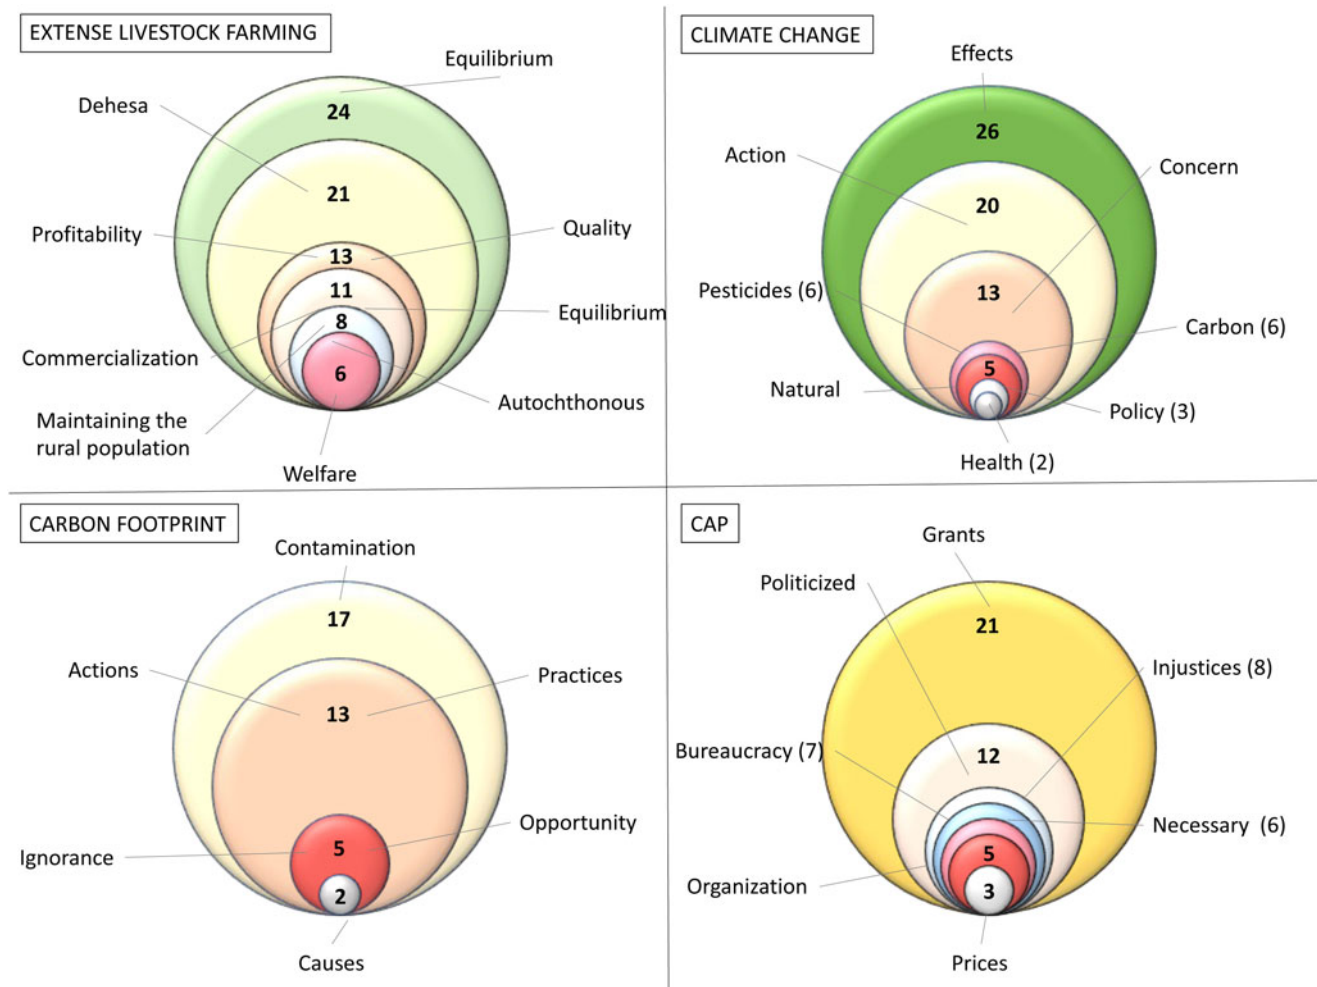 EXTENSE LIVESTOCK FARMING
Equilibrium
Dehesa
24
21
Profitability
Quality
13
11
Equilibrium
8
Commercialization
6
Autochthonous
Maintaining the
rural population
Welfare
CLIMATE CHANGE
Effects
26
Action
Concern
20
Pesticides (6)
13
Carbon (6)
5
Natural
Policy (3)
Health (2)
CARBON FOOTPRINT
Contamination
17
Actions
Practices
13
Opportunity
5
Ignorance
2
Causes
CAP
Grants
Politicized
21
Injustices (8)
Bureaucracy (7)
12
Necessary (6)
5
Organization
3
Prices